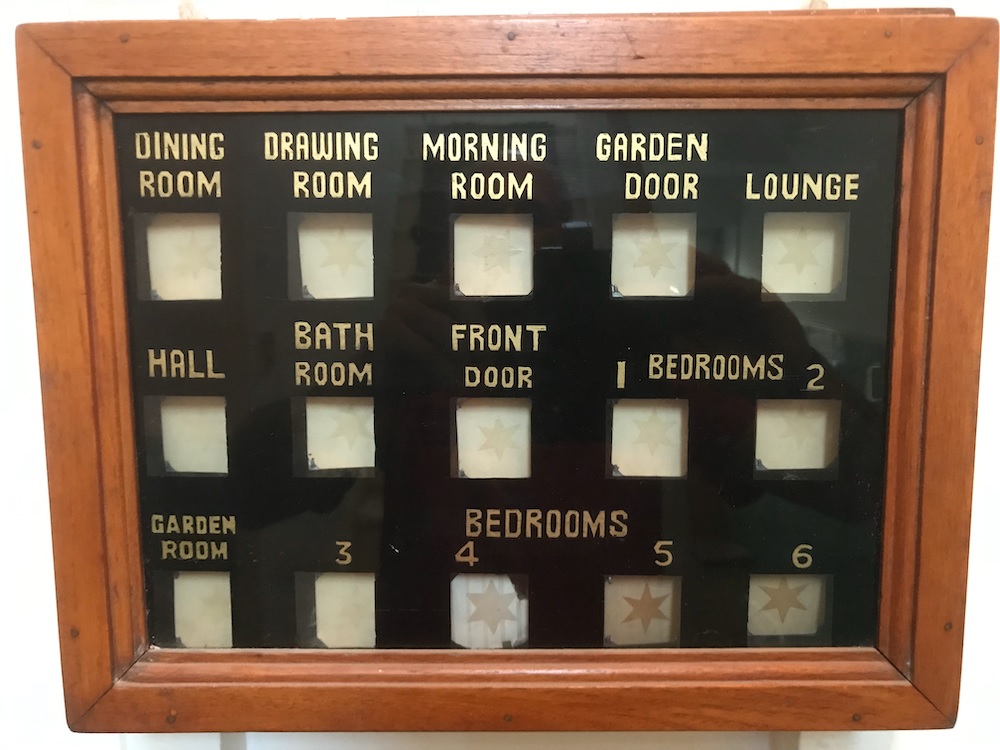 DINING ROOM
DRAWING ROOM
MORNING ROOM
GARDEN DOOR
LOUNGE
HALL
BATH ROOM
FRONT DOOR
1 BEDROOMS 2
GARDEN ROOM
BEDROOMS
3 4 5 6